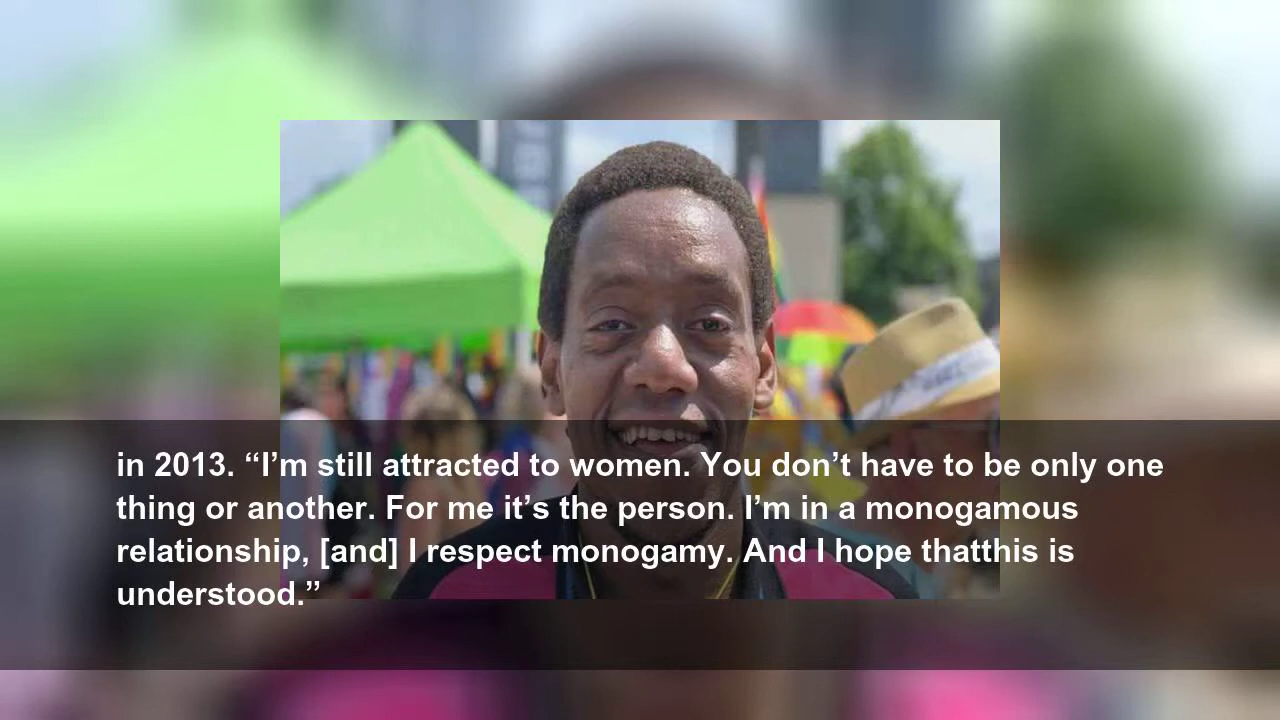 in 2013. “I’m still attracted to women. You don’t have to be only one
thing or another. For me it’s the person. I’m in a monogamous
relationship, [and] I respect monogamy. And I hope thatthis is
understood.”